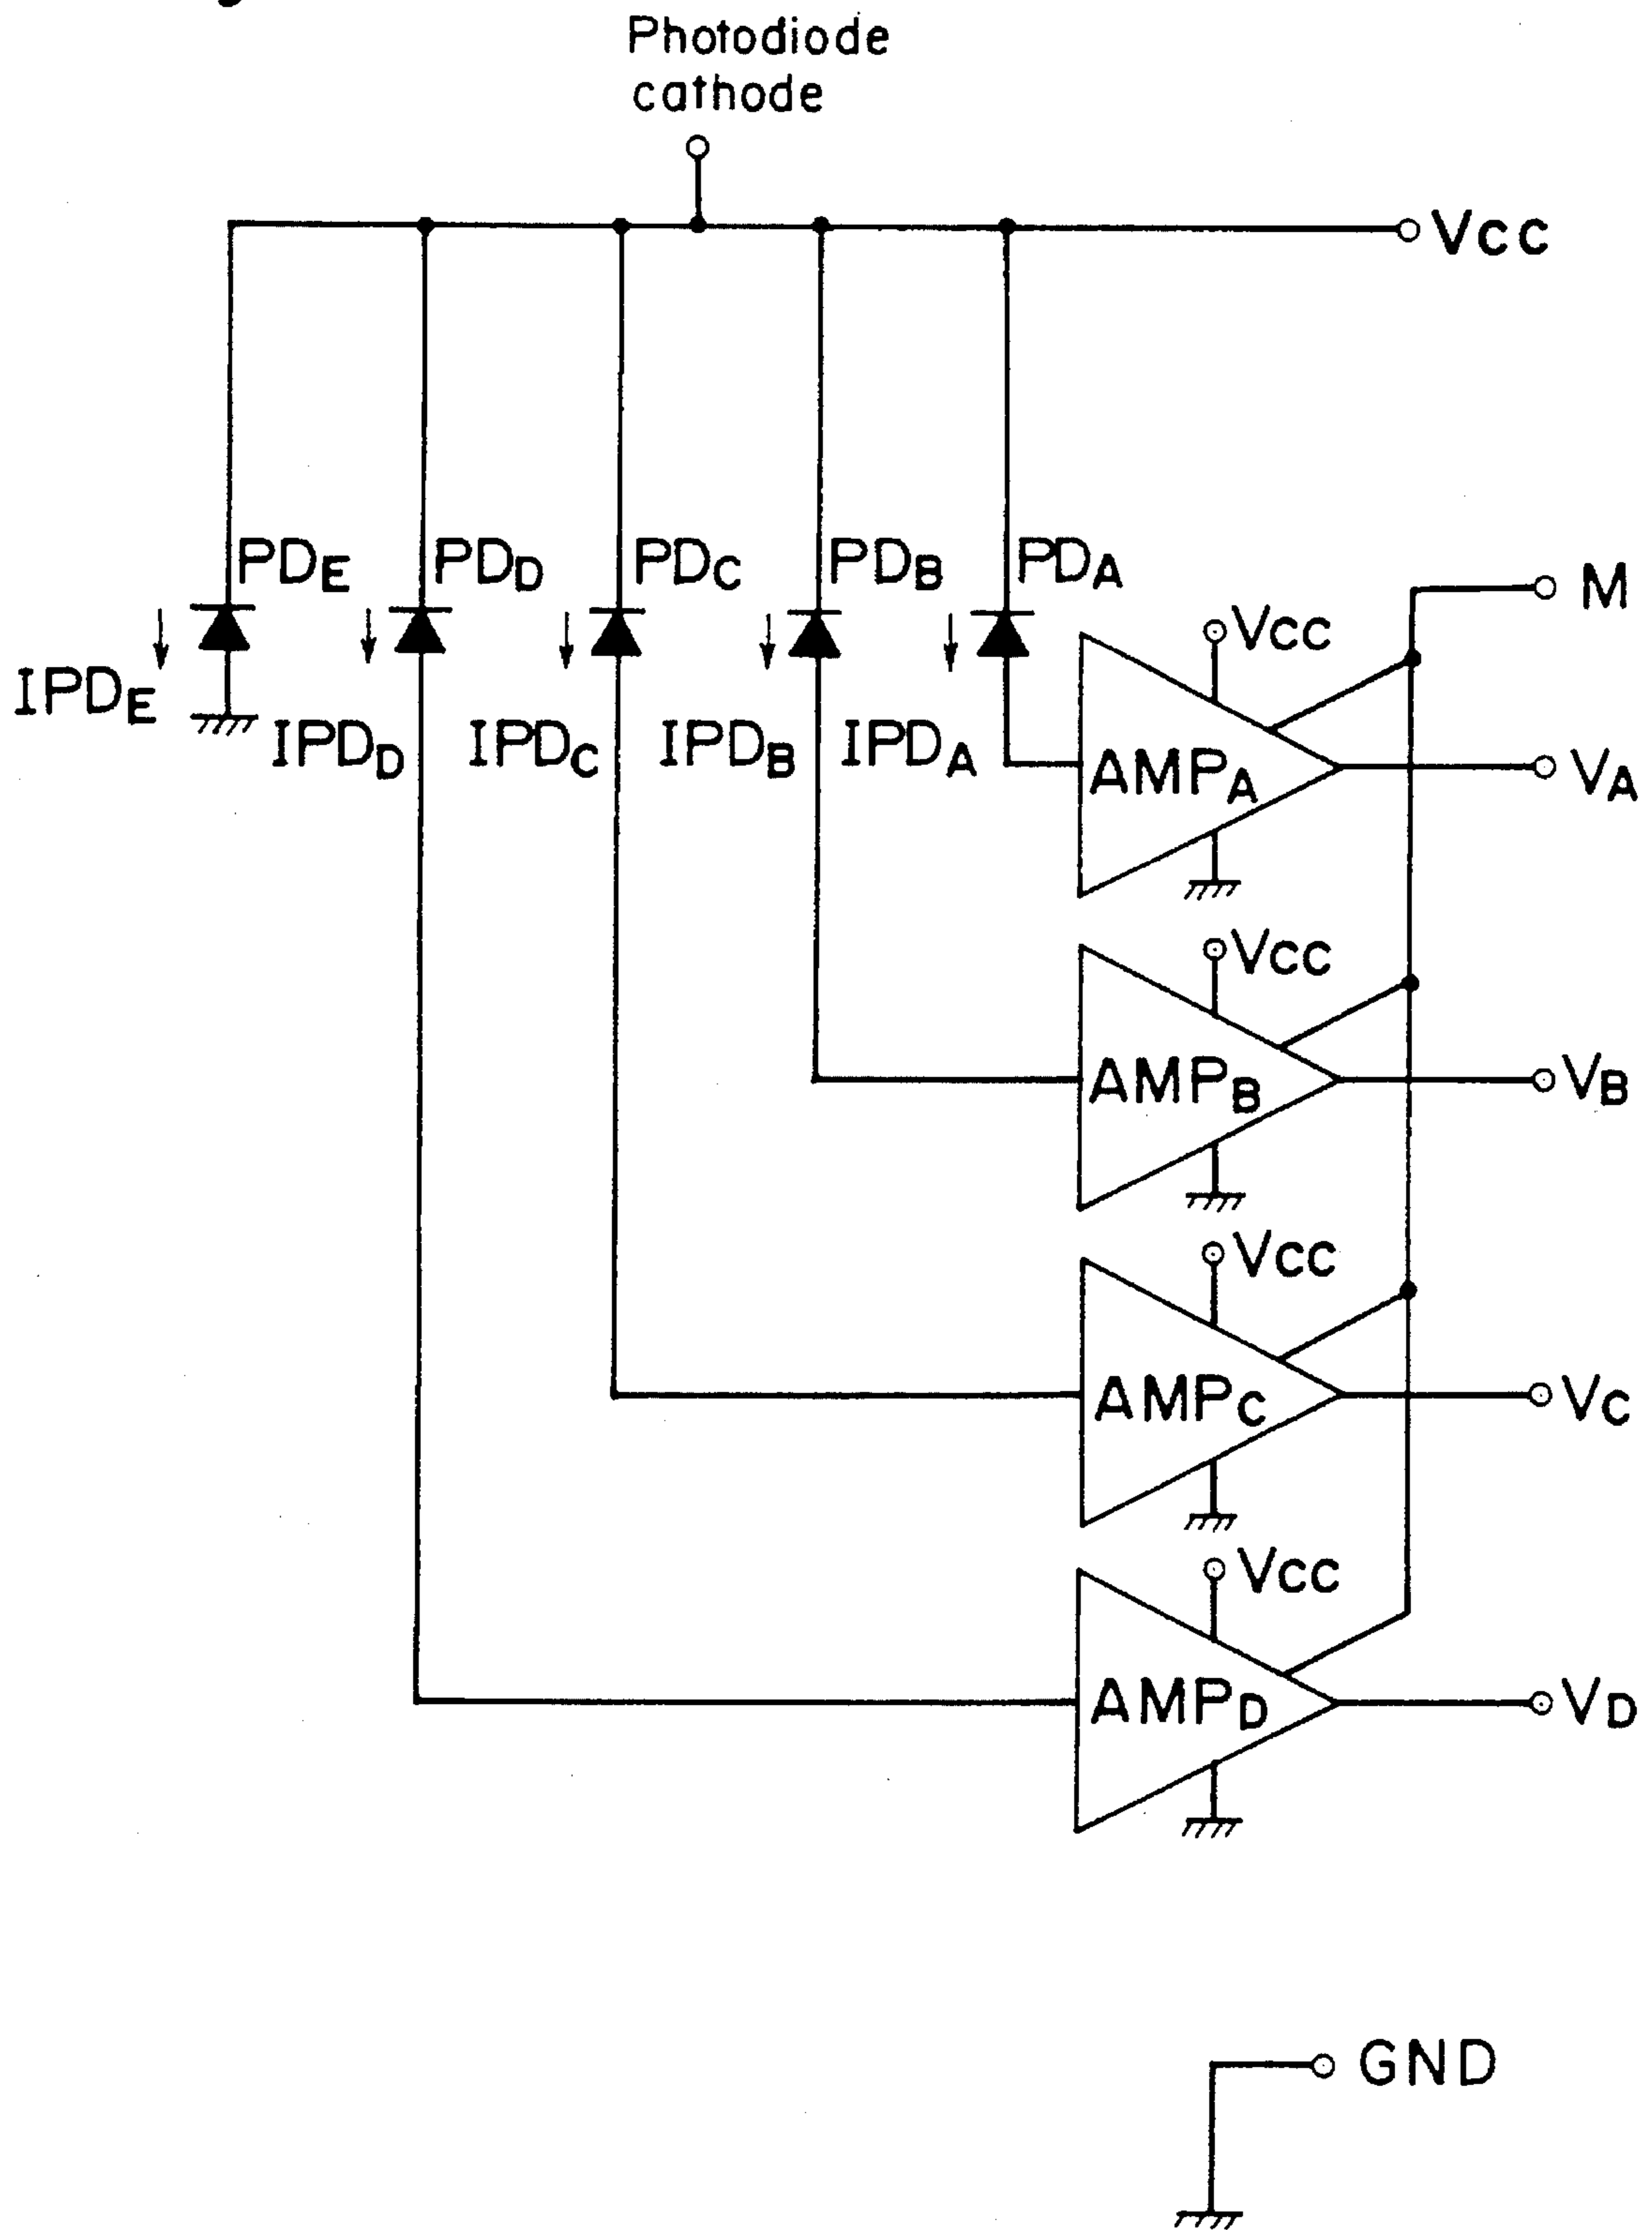 Photodiode
cathode
Vcc
PDE PDD PDC PDB PDA
M
Vcc
IPDE
IPDD IPDC IPDB IPDA
AMPA
VA
Vcc
AMPB
VB
Vcc
AMPC
VC
Vcc
AMPD
VD
GND